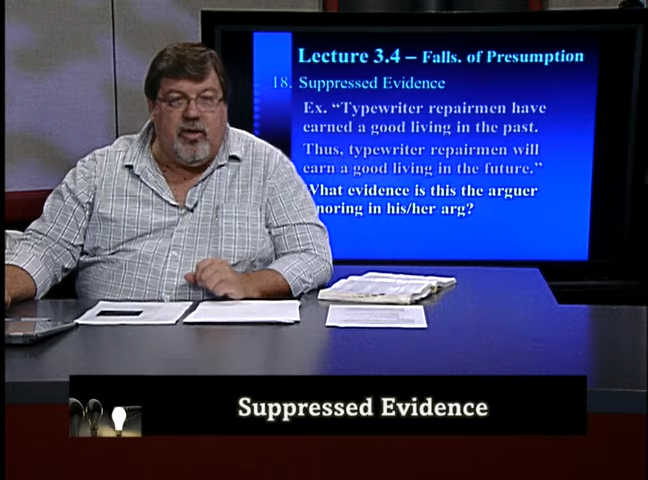 Lecture 3.4 – Falls. of Presumption
18. Suppressed Evidence
Ex. “Typewriter repairmen have
earned a good living in the past.
Thus, typewriter repairmen will
earn a good living in the future.”
What evidence is this the arguer
noring in his/her arg?
Suppressed Evidence